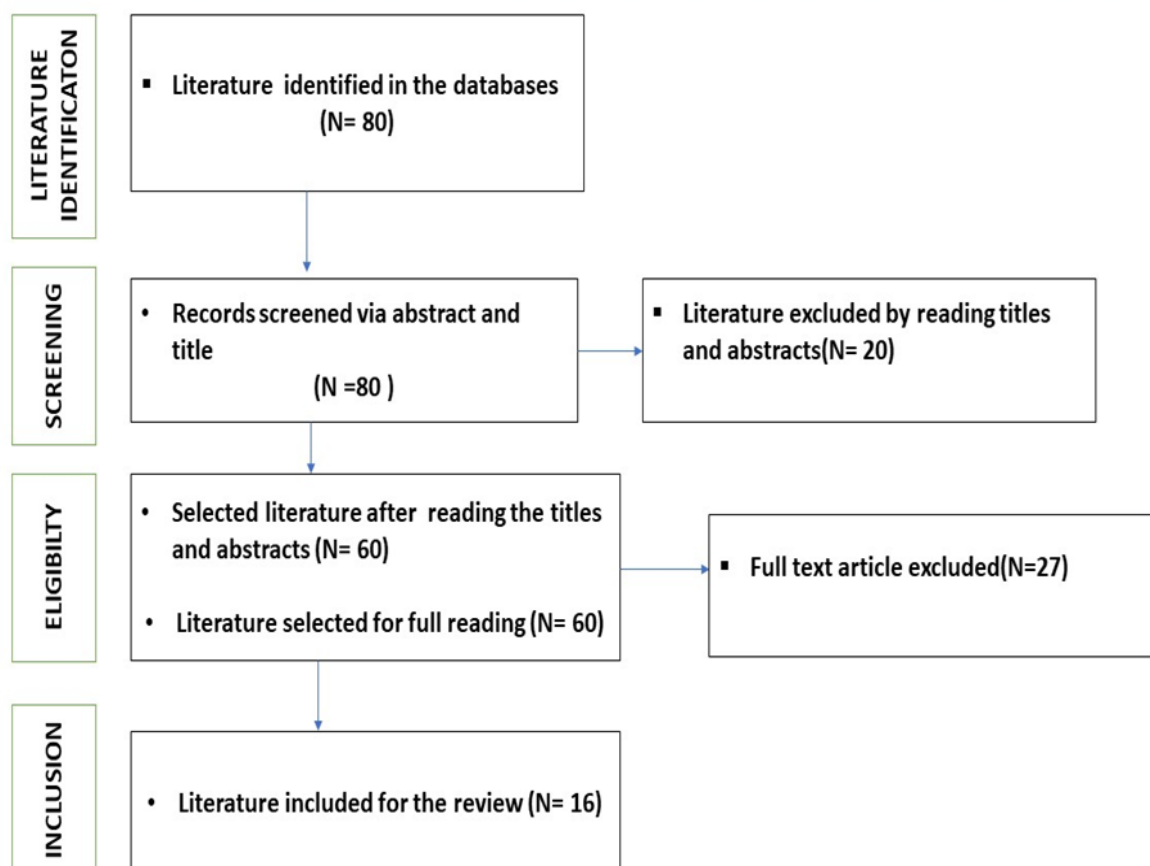 LITERATURE
IDENTIFICATON
▪ Literature identified in the databases
(N= 80)
SCREENING
• Records screened via abstract and
title
(N =80 )
▪ Literature excluded by reading titles
and abstracts(N= 20)
ELIGIBILTY
• Selected literature after reading the titles
and abstracts (N= 60)
• Literature selected for full reading (N= 60)
▪ Full text article excluded(N=27)
INCLUSION
• Literature included for the review (N= 16)